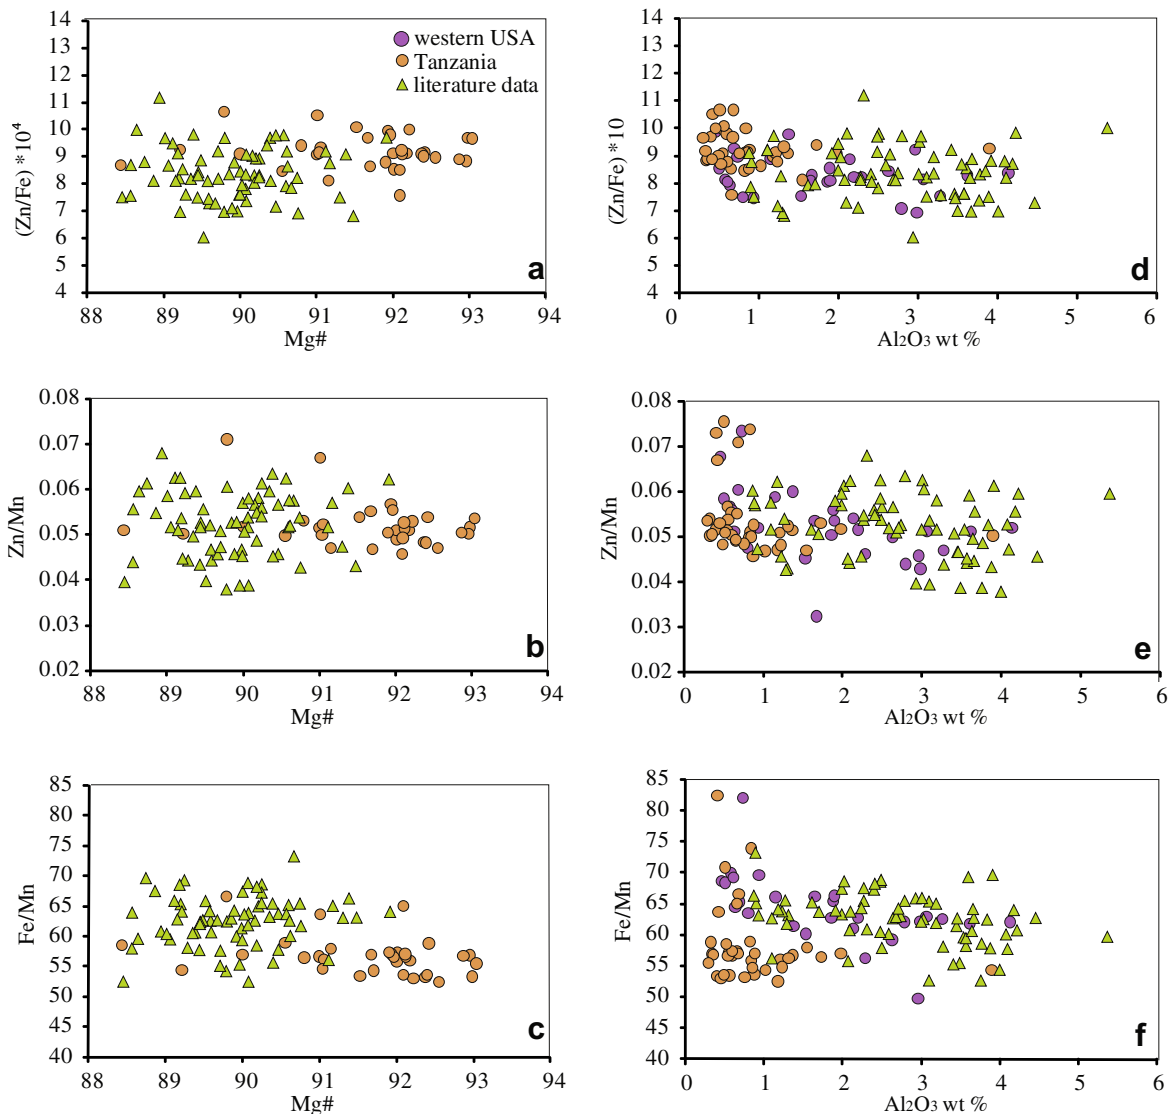 14
13
12
11
10
9
8
7
6
5
4
(Zn/Fe) *10⁴
western USA
Tanzania
literature data
a
88 89 90 91 92 93 94
Mg#
14
13
12
11
10
9
8
7
6
5
4
(Zn/Fe) *10
d
0 1 2 3 4 5 6
Al₂O₃ wt %
0.08
0.07
0.06
0.05
0.04
0.03
0.02
Zn/Mn
b
88 89 90 91 92 93 94
Mg#
0.08
0.07
0.06
0.05
0.04
0.03
0.02
Zn/Mn
e
0 1 2 3 4 5 6
Al₂O₃ wt %
85
80
75
70
65
60
55
50
45
40
Fe/Mn
c
88 89 90 91 92 93 94
Mg#
85
80
75
70
65
60
55
50
45
40
Fe/Mn
f
0 1 2 3 4 5 6
Al₂O₃ wt %